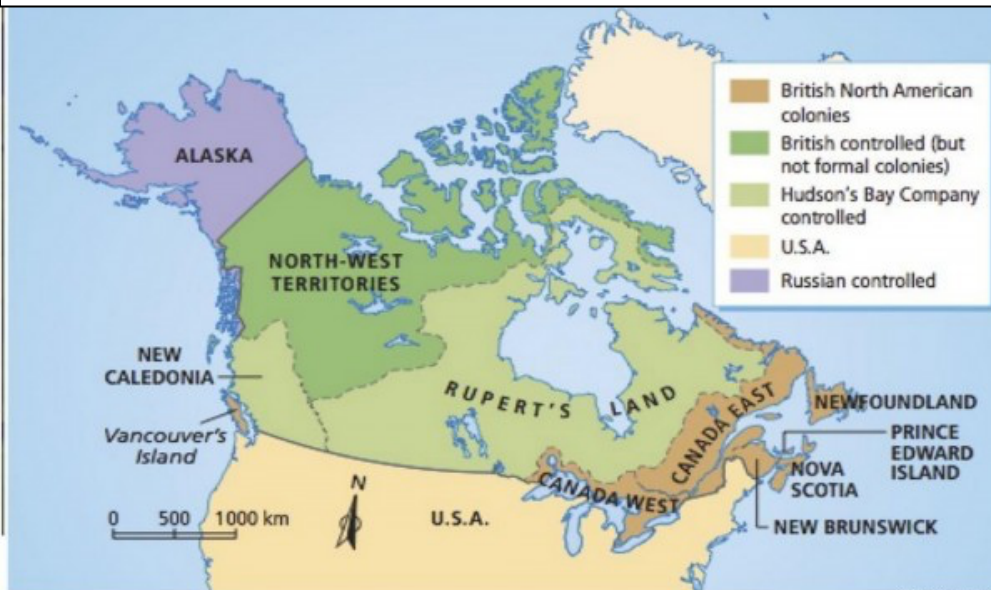 British North American
colonies
British controlled (but
not formal colonies)
Hudson's Bay Company
controlled
U.S.A.
Russian controlled
ALASKA
NORTH-WEST
TERRITORIES
NEW
CALEDONIA
Vancouver's
Island
RUPERT'S LAND
CANADA EAST
CANADA WEST
NEWFOUNDLAND
PRINCE
EDWARD
ISLAND
NOVA
SCOTIA
NEW BRUNSWICK
U.S.A.
N
0 500 1000 km